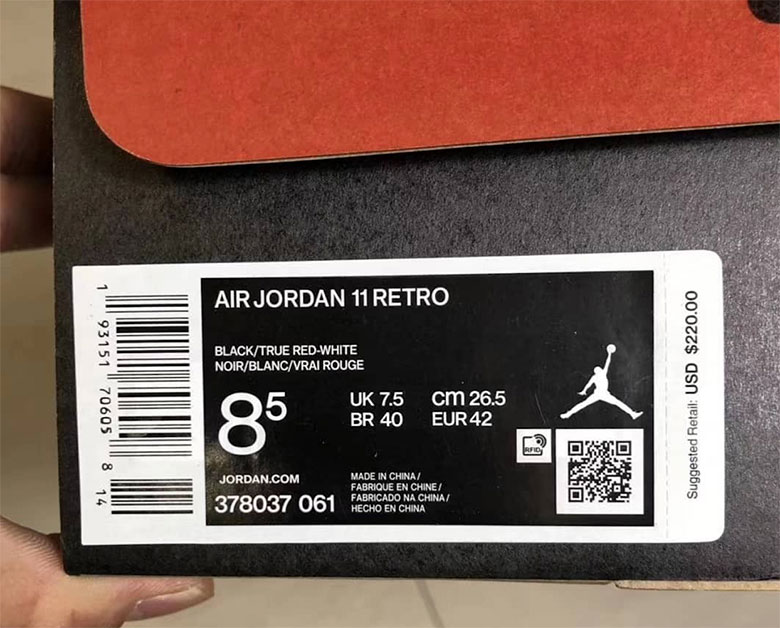 AIR JORDAN 11 RETRO
BLACK/TRUE RED-WHITE
NOIR/BLANC/VRAI ROUGE
8⁵
UK 7.5 cm 26.5
BR 40 EUR 42
RFID
JORDAN.COM
378037 061
MADE IN CHINA/
FABRIQUE EN CHINE/
FABRICADO NA CHINA/
HECHO EN CHINA
1 93151 70605 8 14
Suggested Retail: USD $220.00